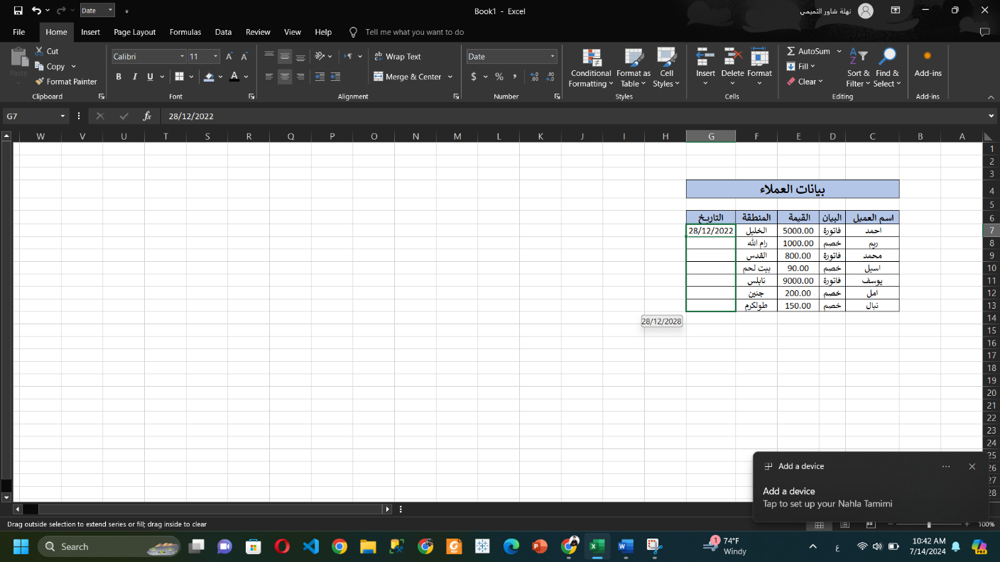 Date
Book1 - Excel
نهلة شاور التميمي
File Home Insert Page Layout Formulas Data Review View Help Tell me what you want to do
Paste
Cut
Copy
Format Painter
Clipboard
Calibri 11
B I U
Font
Wrap Text
Merge & Center
Alignment
Date
$ % ,
Number
Conditional Formatting
Format as Table
Cell Styles
Styles
Insert
Delete
Format
Cells
AutoSum
Fill
Clear
Sort & Filter
Find & Select
Editing
Add-ins
Add-ins
G7 fx 28/12/2022
W V U T S R Q P O N M L K J I H G F E D C B A
1
2
3
بيانات العملاء 4
5
اسم العميل البيان القيمة المنطقة التاريخ 6
احمد فاتورة 5000.00 الخليل 28/12/2022 7
ريم خصم 1000.00 رام الله 8
محمد فاتورة 800.00 القدس 9
اسيل خصم 90.00 بيت لحم 10
يوسف فاتورة 9000.00 نابلس 11
امل خصم 200.00 جنين 12
نبال خصم 150.00 طولكرم 13
28/12/2028 14
15
16
17
18
19
20
21
22
23
24
25
26
27
28
Add a device
Add a device
Tap to set up your Nahla Tamimi
Drag outside selection to extend series or fill; drag inside to clear
100%
Search
1
74°F
Windy
ع
10:42 AM
7/14/2024
PRE